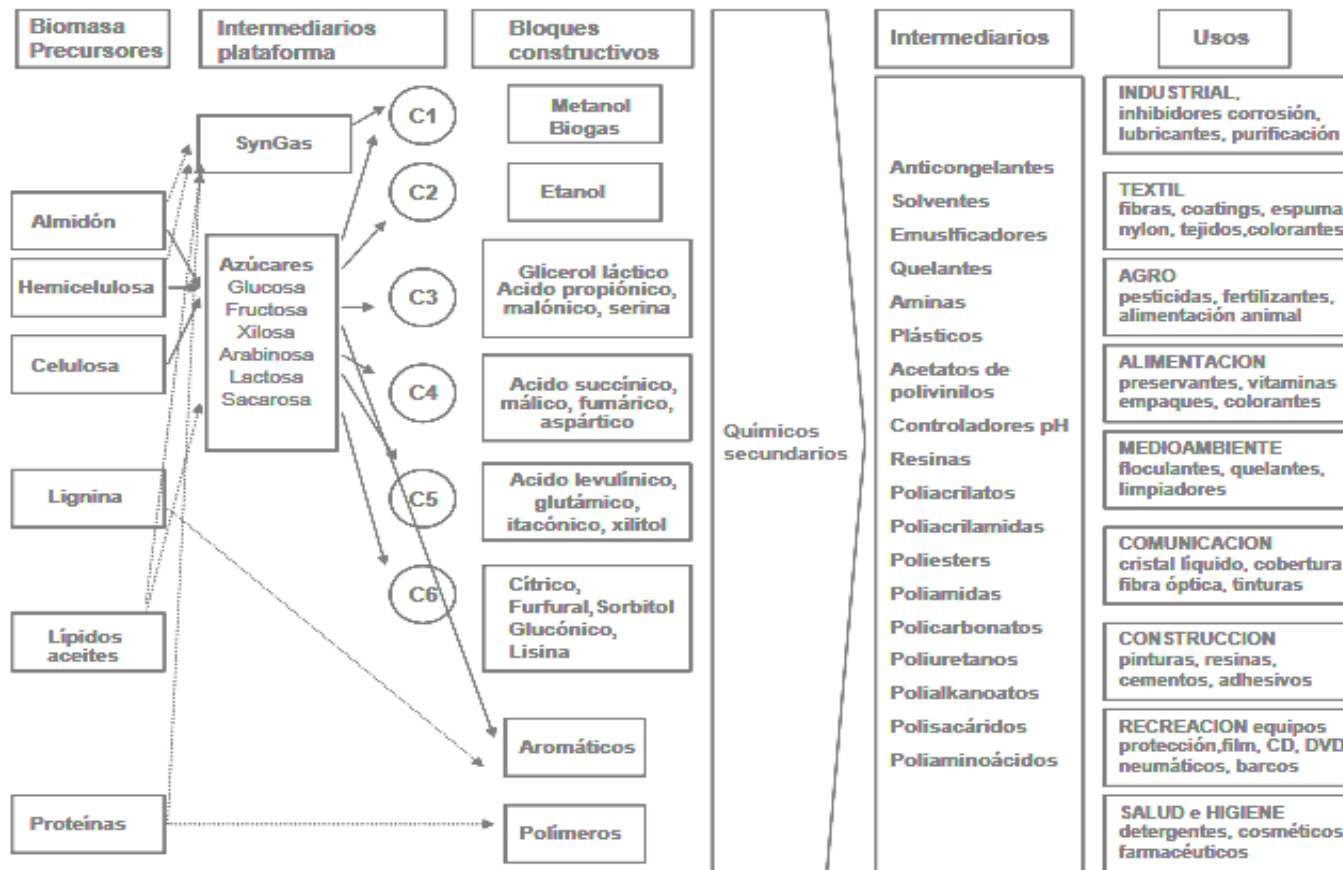 Biomasa
Precursores
Intermediarios
plataforma
Bloques
constructivos
Intermediarios
Usos
Almidón
Hemicelulosa
Celulosa
Lignina
Lípidos
aceites
Proteínas
SynGas
Azúcares
Glucosa
Fructosa
Xilosa
Arabinosa
Lactosa
Sacarosa
C1
C2
C3
C4
C5
C6
Metanol
Biogas
Etanol
Glicerol láctico
Acido propiónico,
malónico, serina
Acido succínico,
málico, fumárico,
aspártico
Acido levulínico,
glutámico,
itacónico, xilitol
Cítrico,
Furfural, Sorbitol
Glucónico,
Lisina
Aromáticos
Polímeros
Químicos
secundarios
Anticongelantes
Solventes
Emuslficadores
Quelantes
Aminas
Plásticos
Acetatos de
polivinilos
Controladores pH
Resinas
Poliacrilatos
Poliacrilamidas
Poliesters
Poliamidas
Policarbonatos
Poliuretanos
Polialkanoatos
Polisacáridos
Poliaminoácidos
INDUSTRIAL,
inhibidores corrosión,
lubricantes, purificación
TEXTIL
fibras, coatings, espuma
nylon, tejidos,colorantes
AGRO
pesticidas, fertilizantes,
alimentación animal
ALIMENTACION
preservantes, vitaminas
empaques, colorantes
MEDIOAMBIENTE
floculantes, quelantes,
limpiadores
COMUNICACION
cristal líquido, cobertura
fibra óptica, tinturas
CONSTRUCCION
pinturas, resinas,
cementos, adhesivos
RECREACION equipos
protección,film, CD, DVD
neumáticos, barcos
SALUD e HIGIENE
detergentes, cosméticos
farmacéuticos